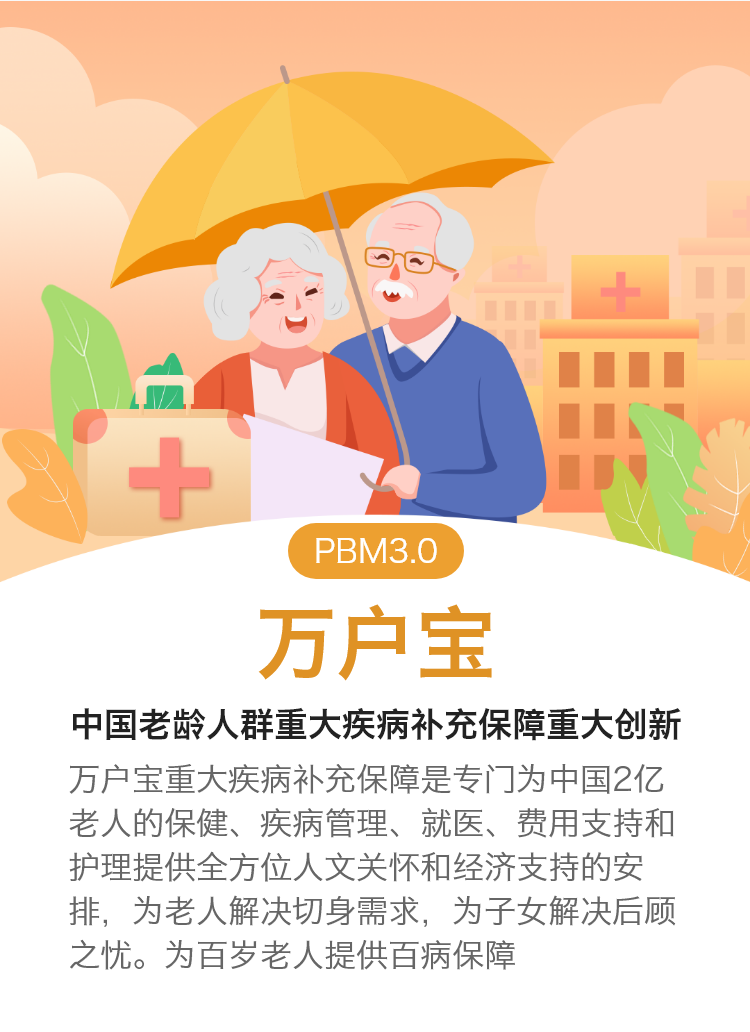 PBM3.0
万户宝
中国老龄人群重大疾病补充保障重大创新
万户宝重大疾病补充保障是专门为中国2亿
老人的保健、疾病管理、就医、费用支持和
护理提供全方位人文关怀和经济支持的安
排，为老人解决切身需求，为子女解决后顾
之忧。为百岁老人提供百病保障